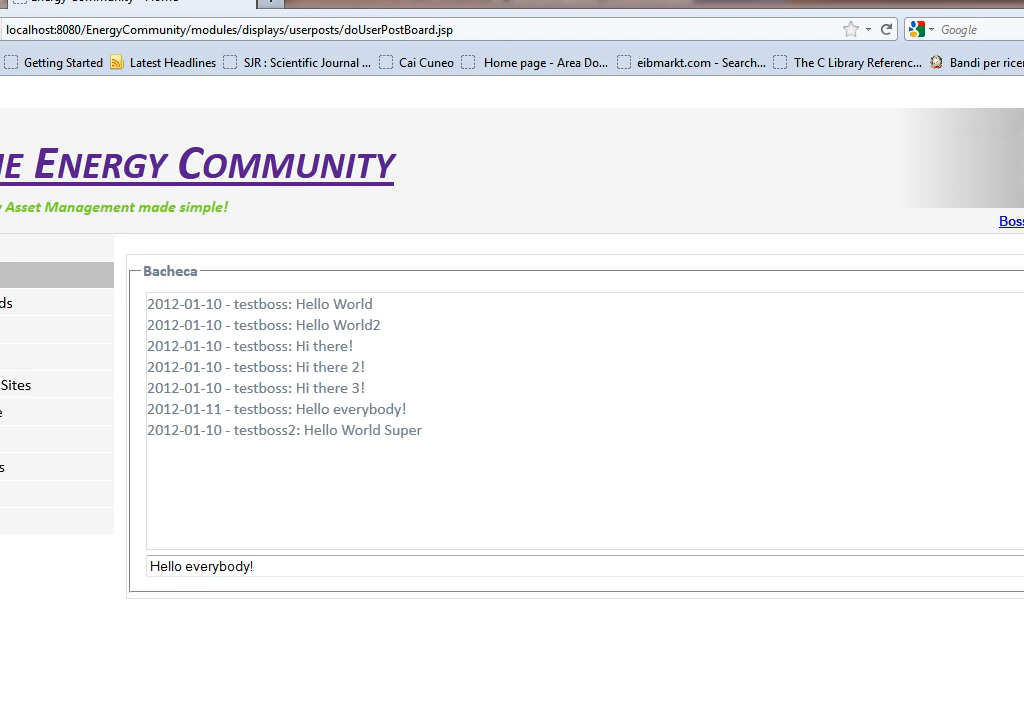 localhost:8080/EnergyCommunity/modules/displays/userposts/doUserPostBoard.jsp
Google
Getting Started Latest Headlines SJR : Scientific Journal ... Cai Cuneo Home page - Area Do... eibmarkt.com - Search... The C Library Referenc... Bandi per ricer
E ENERGY COMMUNITY
y Asset Management made simple!
Boss
Bacheca
ds
Sites
e
s
2012-01-10 - testboss: Hello World
2012-01-10 - testboss: Hello World2
2012-01-10 - testboss: Hi there!
2012-01-10 - testboss: Hi there 2!
2012-01-10 - testboss: Hi there 3!
2012-01-11 - testboss: Hello everybody!
2012-01-10 - testboss2: Hello World Super
Hello everybody!